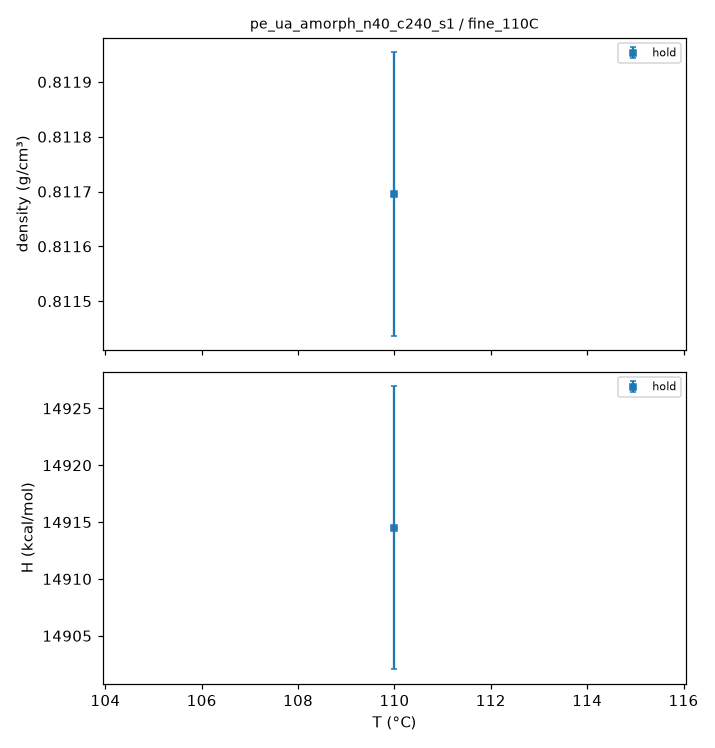 pe_ua_amorph_n40_c240_s1 / fine_110C
hold
0.8119
0.8118
0.8117
0.8116
0.8115
density (g/cm³)
hold
14925
14920
14915
14910
14905
H (kcal/mol)
104 106 108 110 112 114 116
T (°C)